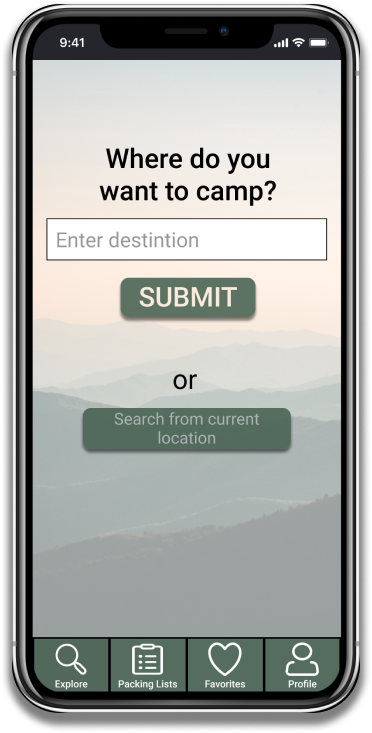 9:41
Where do you
want to camp?
Enter destintion
SUBMIT
or
Search from current
location
Explore
Packing Lists
Favorites
Profile